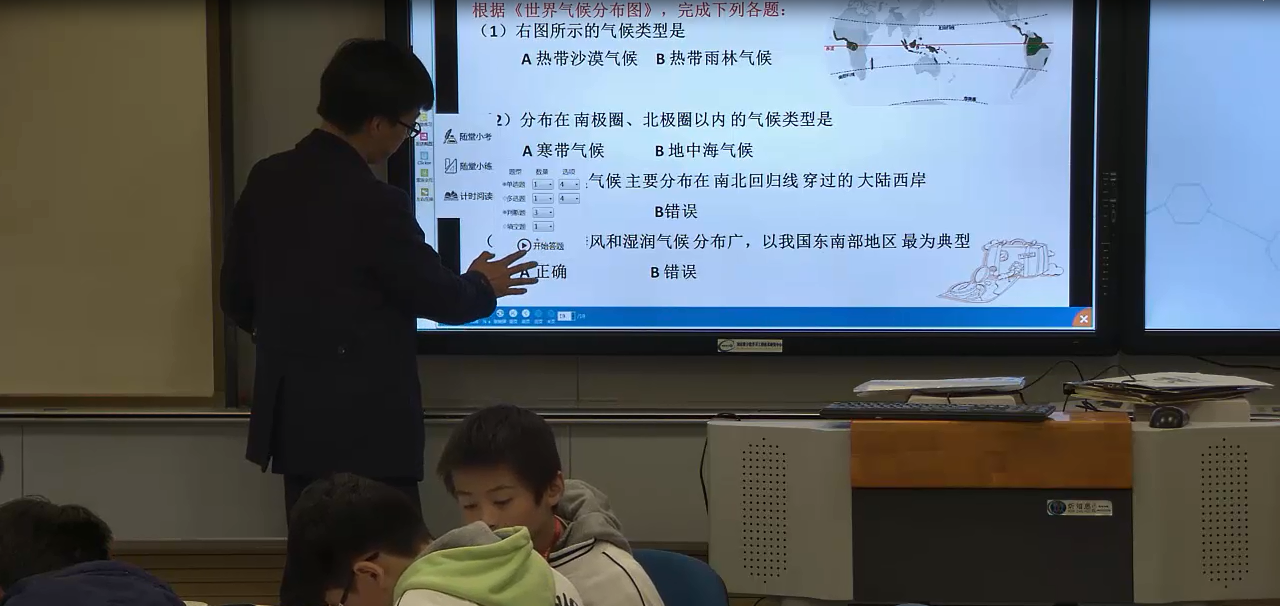 根据《世界气候分布图》，完成下列各题：
（1）右图所示的气候类型是
A 热带沙漠气候 B 热带雨林气候
2）分布在南极圈、北极圈以内的气候类型是
A 寒带气候 B 地中海气候
随堂小考
随堂小练
计时阅读
题型 数量 选项
单选题 1 4
多选题 1 4
判断题 3
填空题 1
开始答题
气候主要分布在南北回归线穿过的大陆西岸
B错误
风和湿润气候分布广，以我国东南部地区最为典型
A 正确 B 错误
19 /19